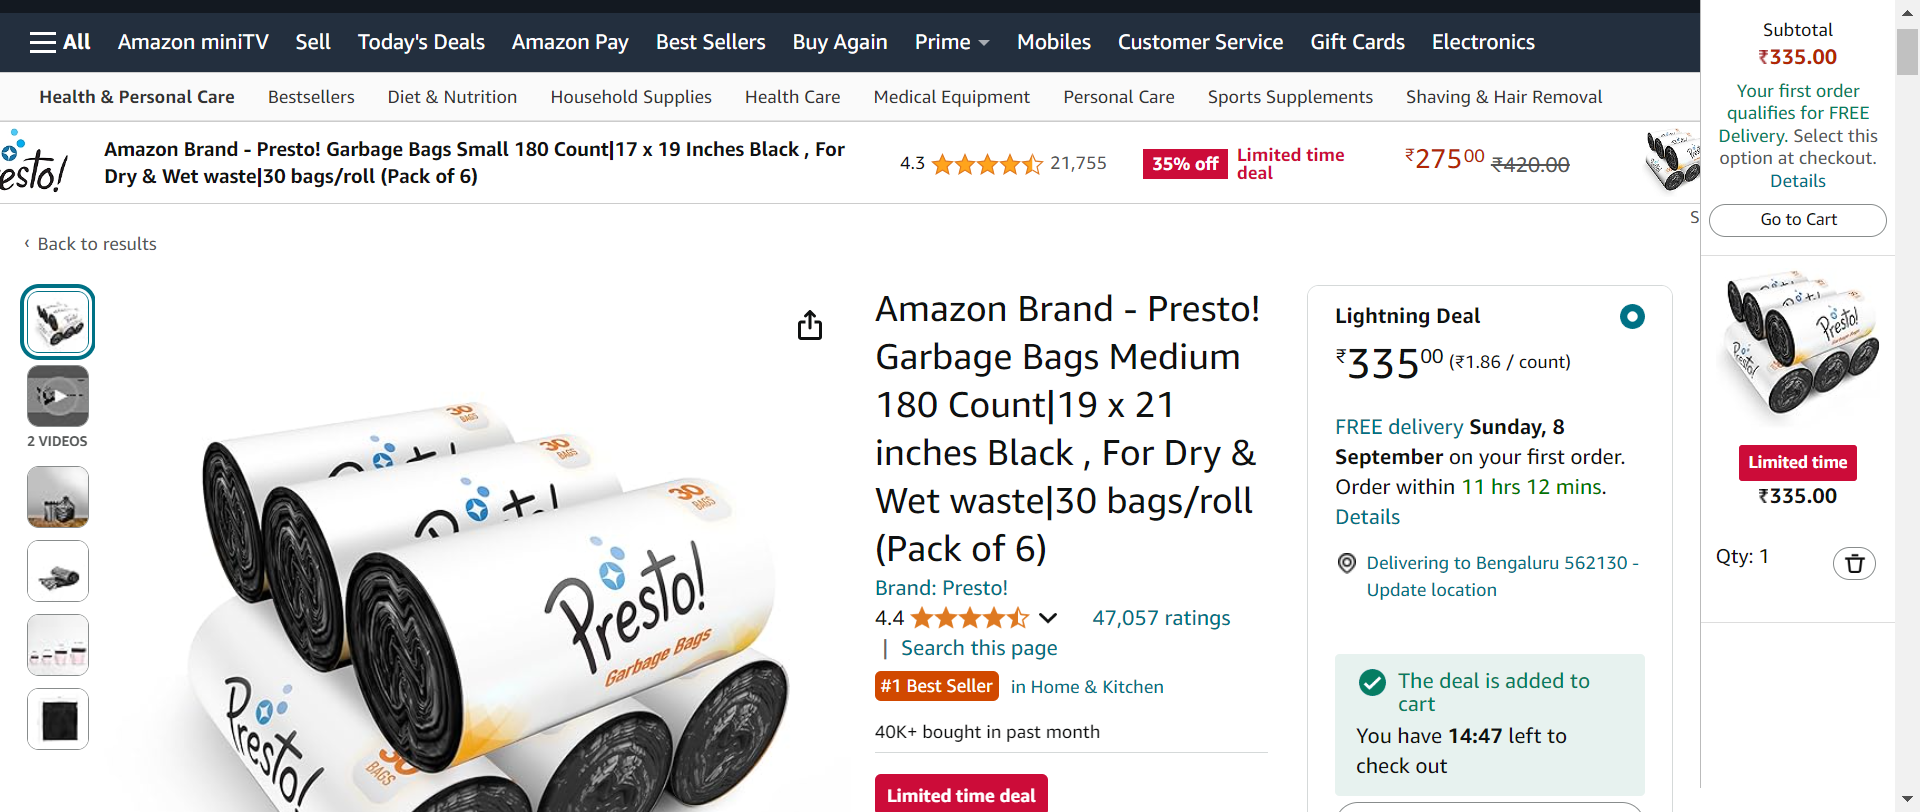 All Amazon miniTV Sell Today's Deals Amazon Pay Best Sellers Buy Again Prime Mobiles Customer Service Gift Cards Electronics
Health & Personal Care Bestsellers Diet & Nutrition Household Supplies Health Care Medical Equipment Personal Care Sports Supplements Shaving & Hair Removal
esto!
Amazon Brand - Presto! Garbage Bags Small 180 Count|17 x 19 Inches Black , For
Dry & Wet waste|30 bags/roll (Pack of 6)
4.3 21,755
35% off
Limited time
deal
₹27500 ₹420.00
S
‹ Back to results
2 VIDEOS
30
BAGS
30
BAGS
30
BAGS
Presto!
Garbage Bags
Presto!
30
BAGS
Amazon Brand - Presto!
Garbage Bags Medium
180 Count|19 x 21
inches Black , For Dry &
Wet waste|30 bags/roll
(Pack of 6)
Brand: Presto!
4.4 47,057 ratings
| Search this page
#1 Best Seller in Home & Kitchen
40K+ bought in past month
Limited time deal
Lightning Deal
₹33500 (₹1.86 / count)
FREE delivery Sunday, 8
September on your first order.
Order within 11 hrs 12 mins.
Details
Delivering to Bengaluru 562130 -
Update location
The deal is added to
cart
You have 14:47 left to
check out
Subtotal
₹335.00
Your first order
qualifies for FREE
Delivery. Select this
option at checkout.
Details
Go to Cart
Presto!
Presto!
Limited time
₹335.00
Qty: 1